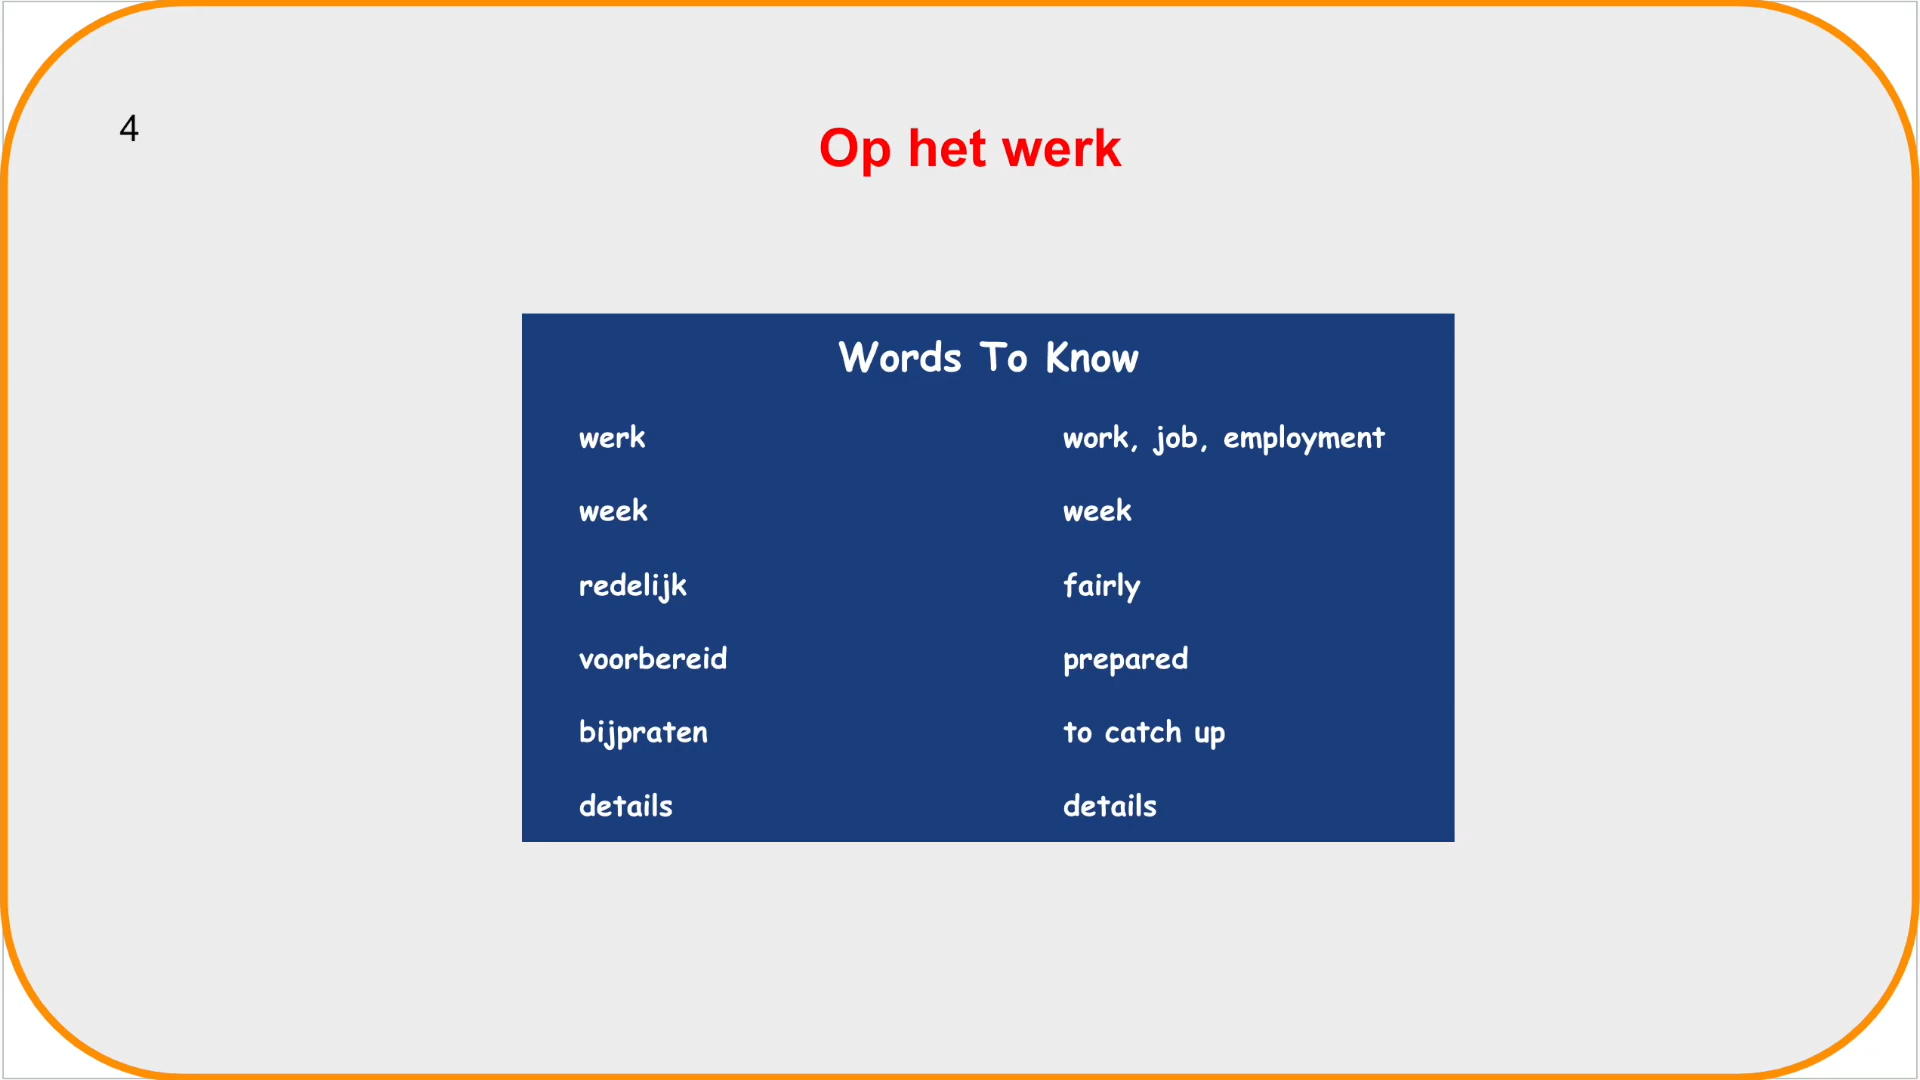 4
Op het werk
Words To Know
werk work, job, employment
week week
redelijk fairly
voorbereid prepared
bijpraten to catch up
details details